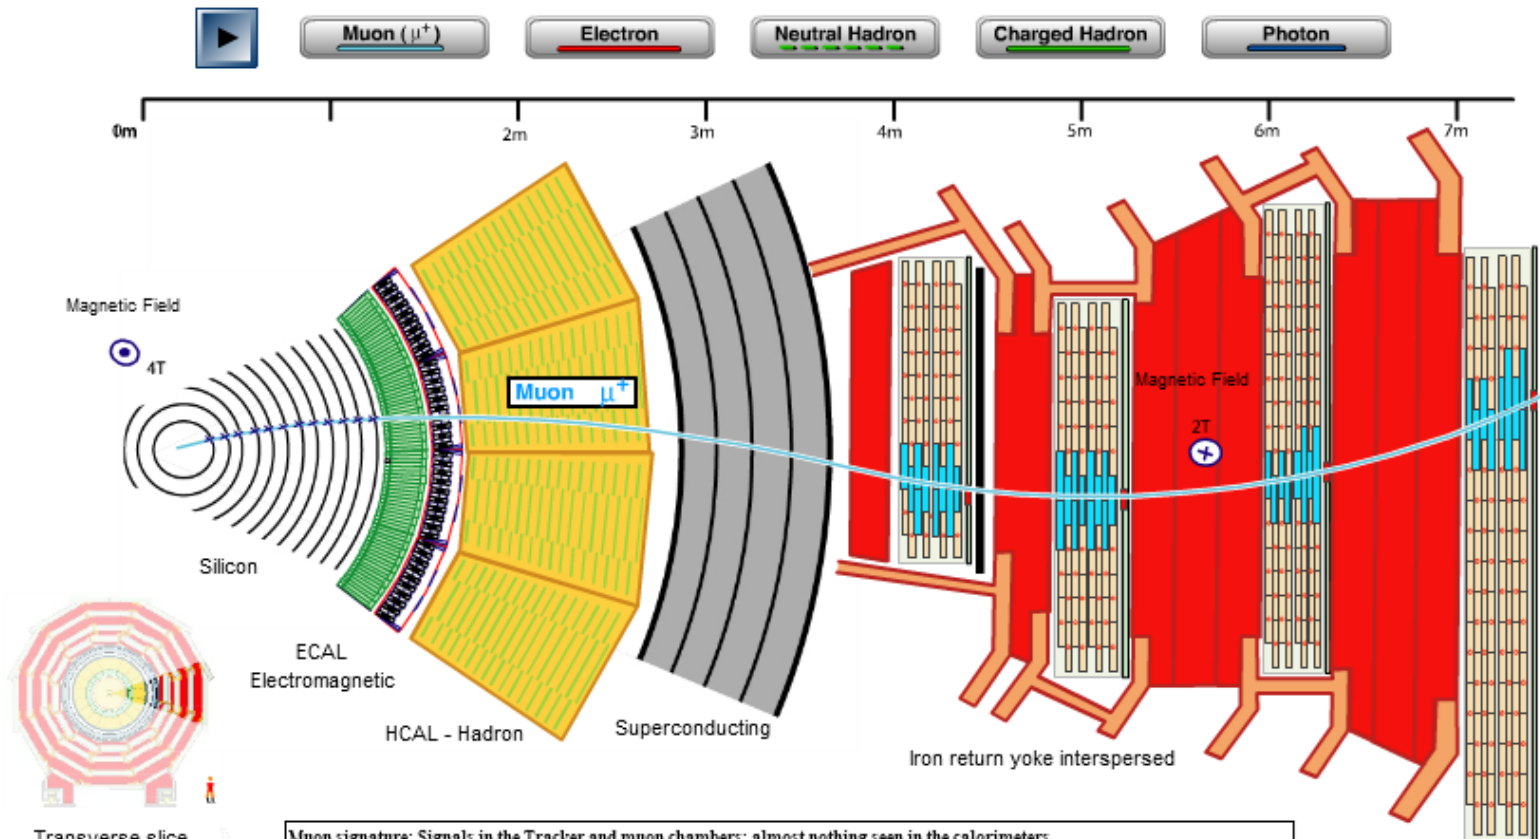 Muon (μ⁺)
Electron
Neutral Hadron
Charged Hadron
Photon
0m
2m
3m
4m
5m
6m
7m
Magnetic Field
4T
Muon μ⁺
Magnetic Field
2T
Silicon
ECAL
Electromagnetic
HCAL - Hadron
Superconducting
Iron return yoke interspersed
Transverse slice
Muon signature: Signals in the Tracker and muon chambers; almost nothing seen in the calorimeters